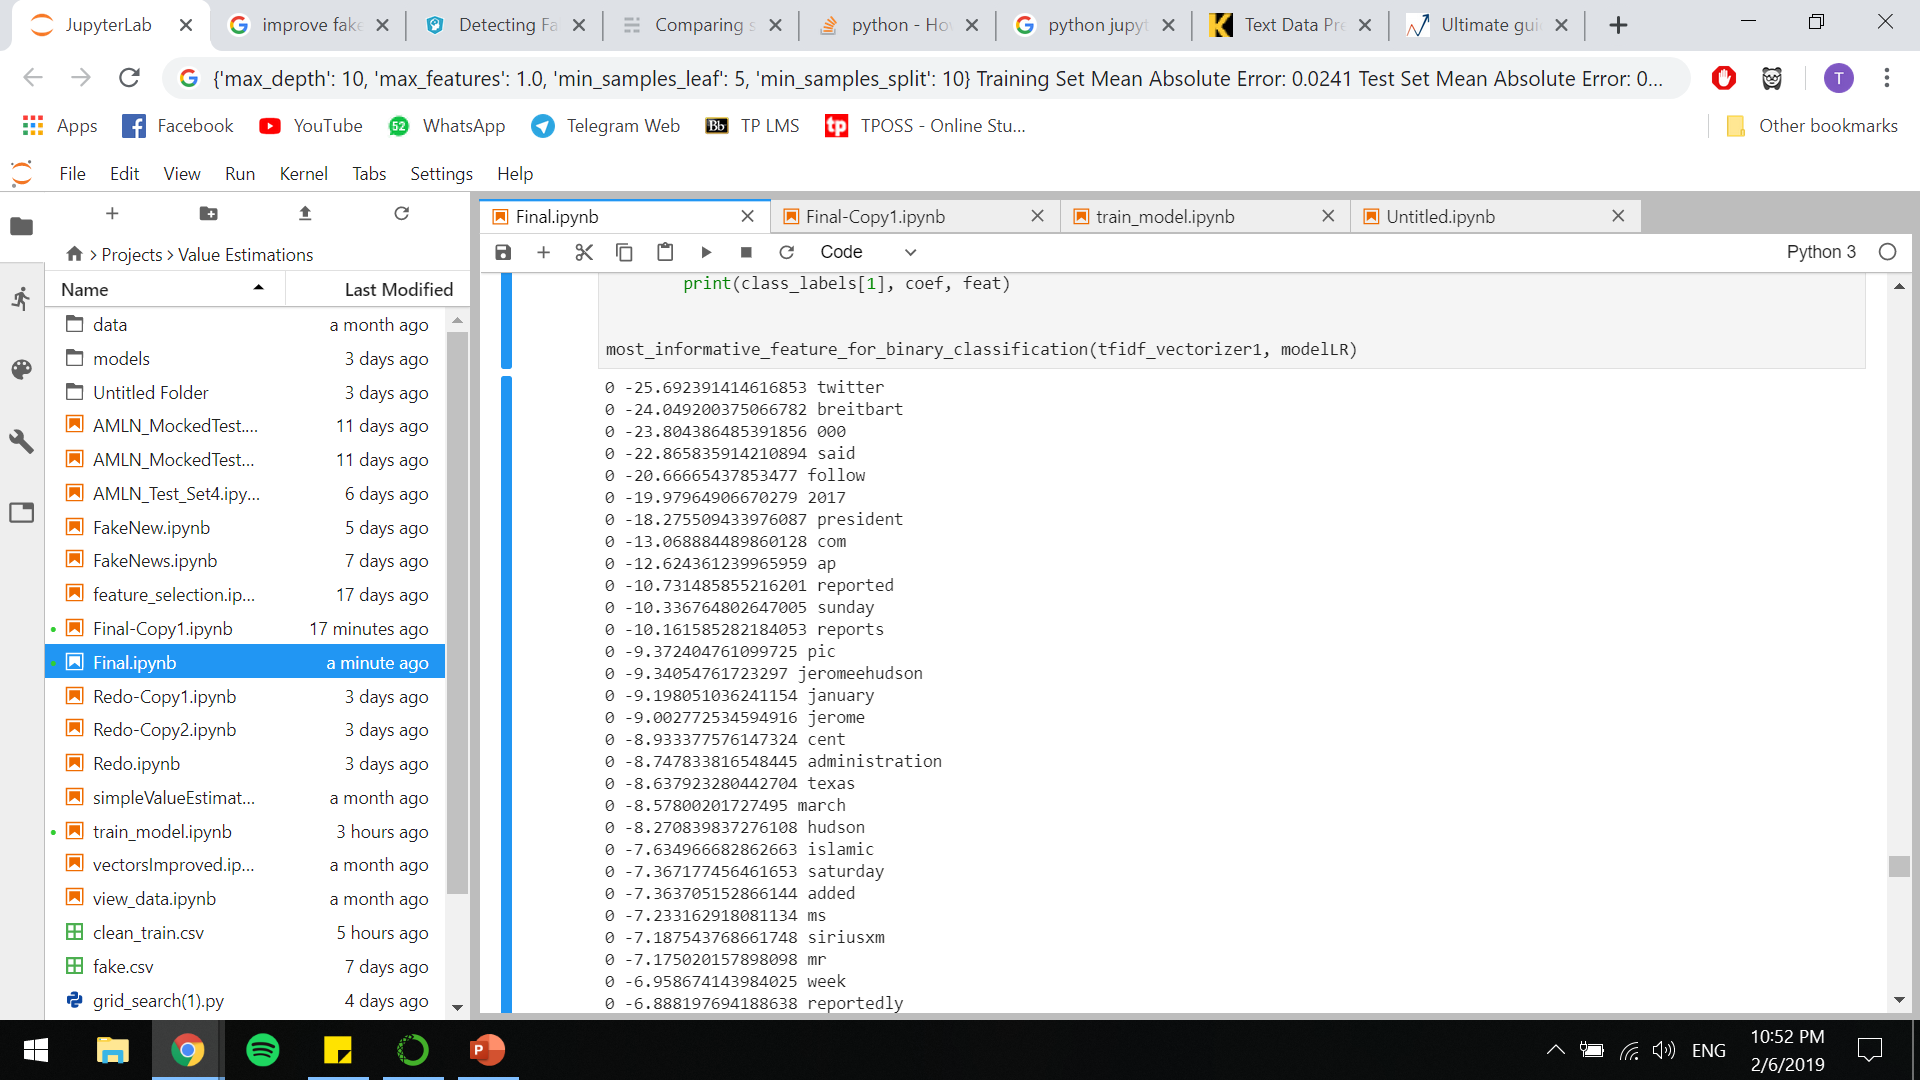 JupyterLab
improve fake
Detecting Fa
Comparing s
python - Ho
python jupyt
Text Data Pre
Ultimate gui
{'max_depth': 10, 'max_features': 1.0, 'min_samples_leaf': 5, 'min_samples_split': 10} Training Set Mean Absolute Error: 0.0241 Test Set Mean Absolute Error: 0...
T
Apps
Facebook
YouTube
52 WhatsApp
Telegram Web
Bb TP LMS
tp TPOSS - Online Stu...
Other bookmarks
File Edit View Run Kernel Tabs Settings Help
Final.ipynb
Final-Copy1.ipynb
train_model.ipynb
Untitled.ipynb
> Projects > Value Estimations
Code
Python 3
Name Last Modified
data a month ago
models 3 days ago
Untitled Folder 3 days ago
AMLN_MockedTest.... 11 days ago
AMLN_MockedTest... 11 days ago
AMLN_Test_Set4.ipy... 6 days ago
FakeNew.ipynb 5 days ago
FakeNews.ipynb 7 days ago
feature_selection.ip... 17 days ago
Final-Copy1.ipynb 17 minutes ago
Final.ipynb a minute ago
Redo-Copy1.ipynb 3 days ago
Redo-Copy2.ipynb 3 days ago
Redo.ipynb 3 days ago
simpleValueEstimat... a month ago
train_model.ipynb 3 hours ago
vectorsImproved.ip... a month ago
view_data.ipynb a month ago
clean_train.csv 5 hours ago
fake.csv 7 days ago
grid_search(1).py 4 days ago
print(class_labels[1], coef, feat)
most_informative_feature_for_binary_classification(tfidf_vectorizer1, modelLR)
0 -25.692391414616853 twitter
0 -24.049200375066782 breitbart
0 -23.804386485391856 000
0 -22.865835914210894 said
0 -20.66665437853477 follow
0 -19.97964906670279 2017
0 -18.275509433976087 president
0 -13.068884489860128 com
0 -12.624361239965959 ap
0 -10.731485855216201 reported
0 -10.336764802647005 sunday
0 -10.161585282184053 reports
0 -9.372404761099725 pic
0 -9.34054761723297 jeromeehudson
0 -9.198051036241154 january
0 -9.002772534594916 jerome
0 -8.933377576147324 cent
0 -8.747833816548445 administration
0 -8.637923280442704 texas
0 -8.57800201727495 march
0 -8.270839837276108 hudson
0 -7.634966682862663 islamic
0 -7.367177456461653 saturday
0 -7.363705152866144 added
0 -7.233162918081134 ms
0 -7.187543768661748 siriusxm
0 -7.175020157898098 mr
0 -6.958674143984025 week
0 -6.888197694188638 reportedly
ENG
10:52 PM
2/6/2019